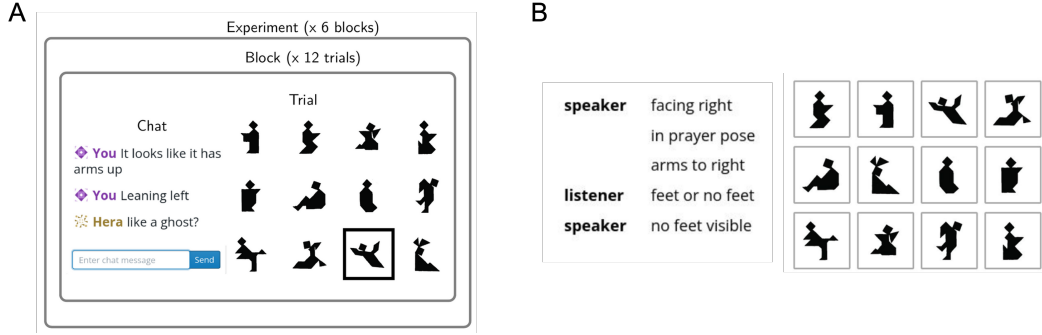 A
Experiment (x 6 blocks)
Block (x 12 trials)
Trial
Chat
You It looks like it has
arms up
You Leaning left
Hera like a ghost?
Enter chat message
Send
B
speaker facing right
in prayer pose
arms to right
listener feet or no feet
speaker no feet visible